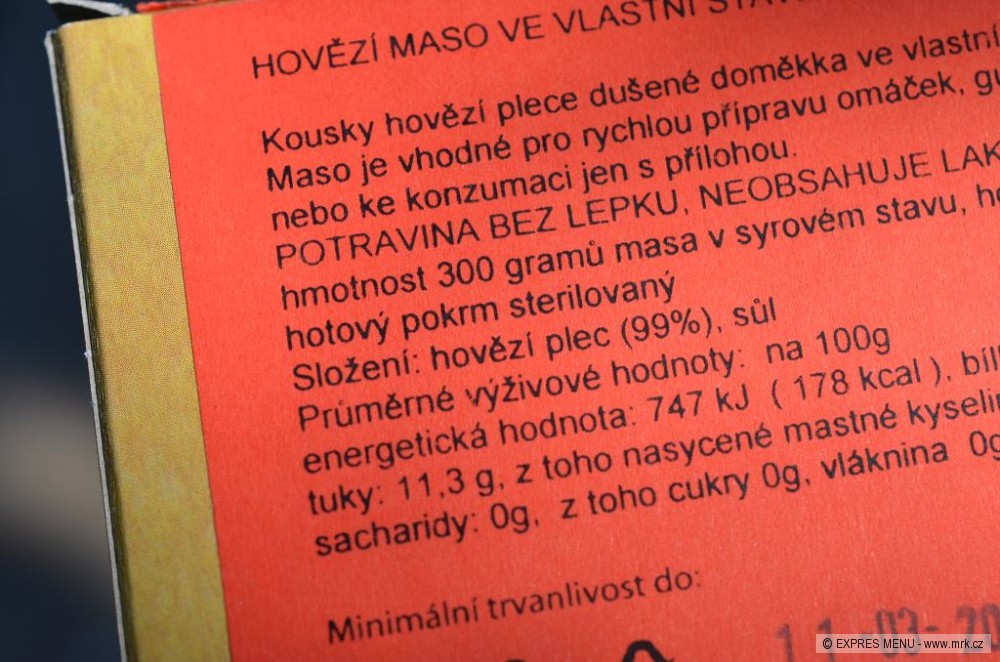 HOVĚZÍ MASO VE VLASTNÍ
Kousky hovězí plece dušené doměkka ve vlastní
Maso je vhodné pro rychlou přípravu omáček,
nebo ke konzumaci jen s přílohou.
POTRAVINA BEZ LEPKU, NEOBSAHUJE
hmotnost 300 gramů masa v syrovém stavu,
hotový pokrm sterilovaný
Složení: hovězí plec (99%), sůl
Průměrné výživové hodnoty: na 100g
energetická hodnota: 747 kJ ( 178 kcal ),
tuky: 11,3 g, z toho nasycené mastné
sacharidy: 0g, z toho cukry 0g, vláknina 0g
Minimální trvanlivost do:
11 -03- 
© EXPRES MENU - www.mrk.cz